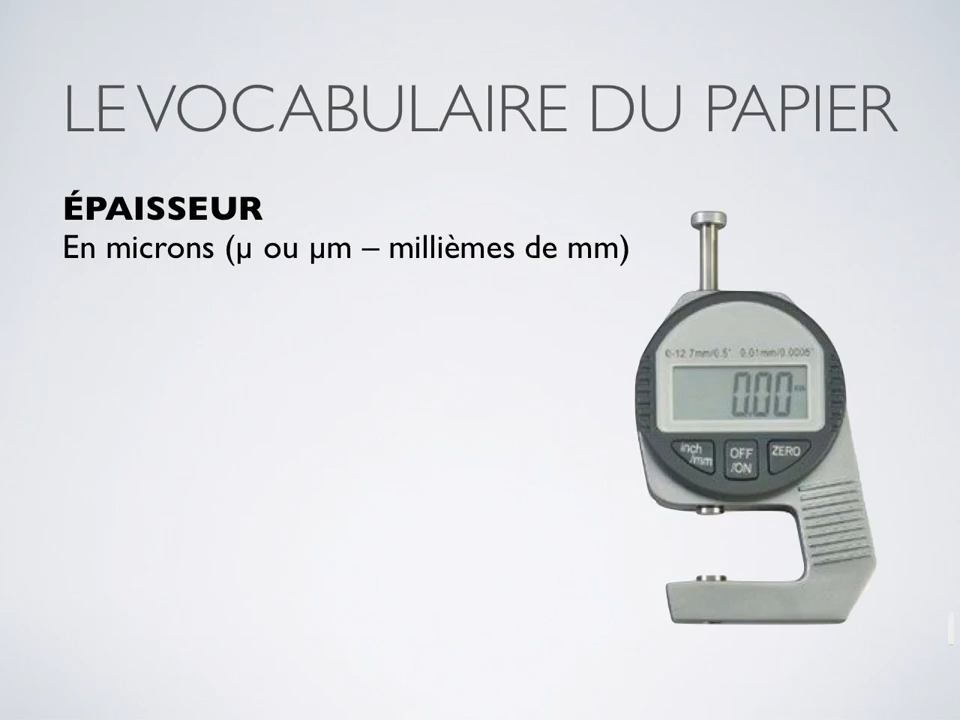 LE VOCABULAIRE DU PAPIER
ÉPAISSEUR
En microns (µ ou µm – millièmes de mm)
0-12.7mm/0.5" 0.01mm/0.0005"
0.00 mm
inch/mm
OFF/ON
ZERO